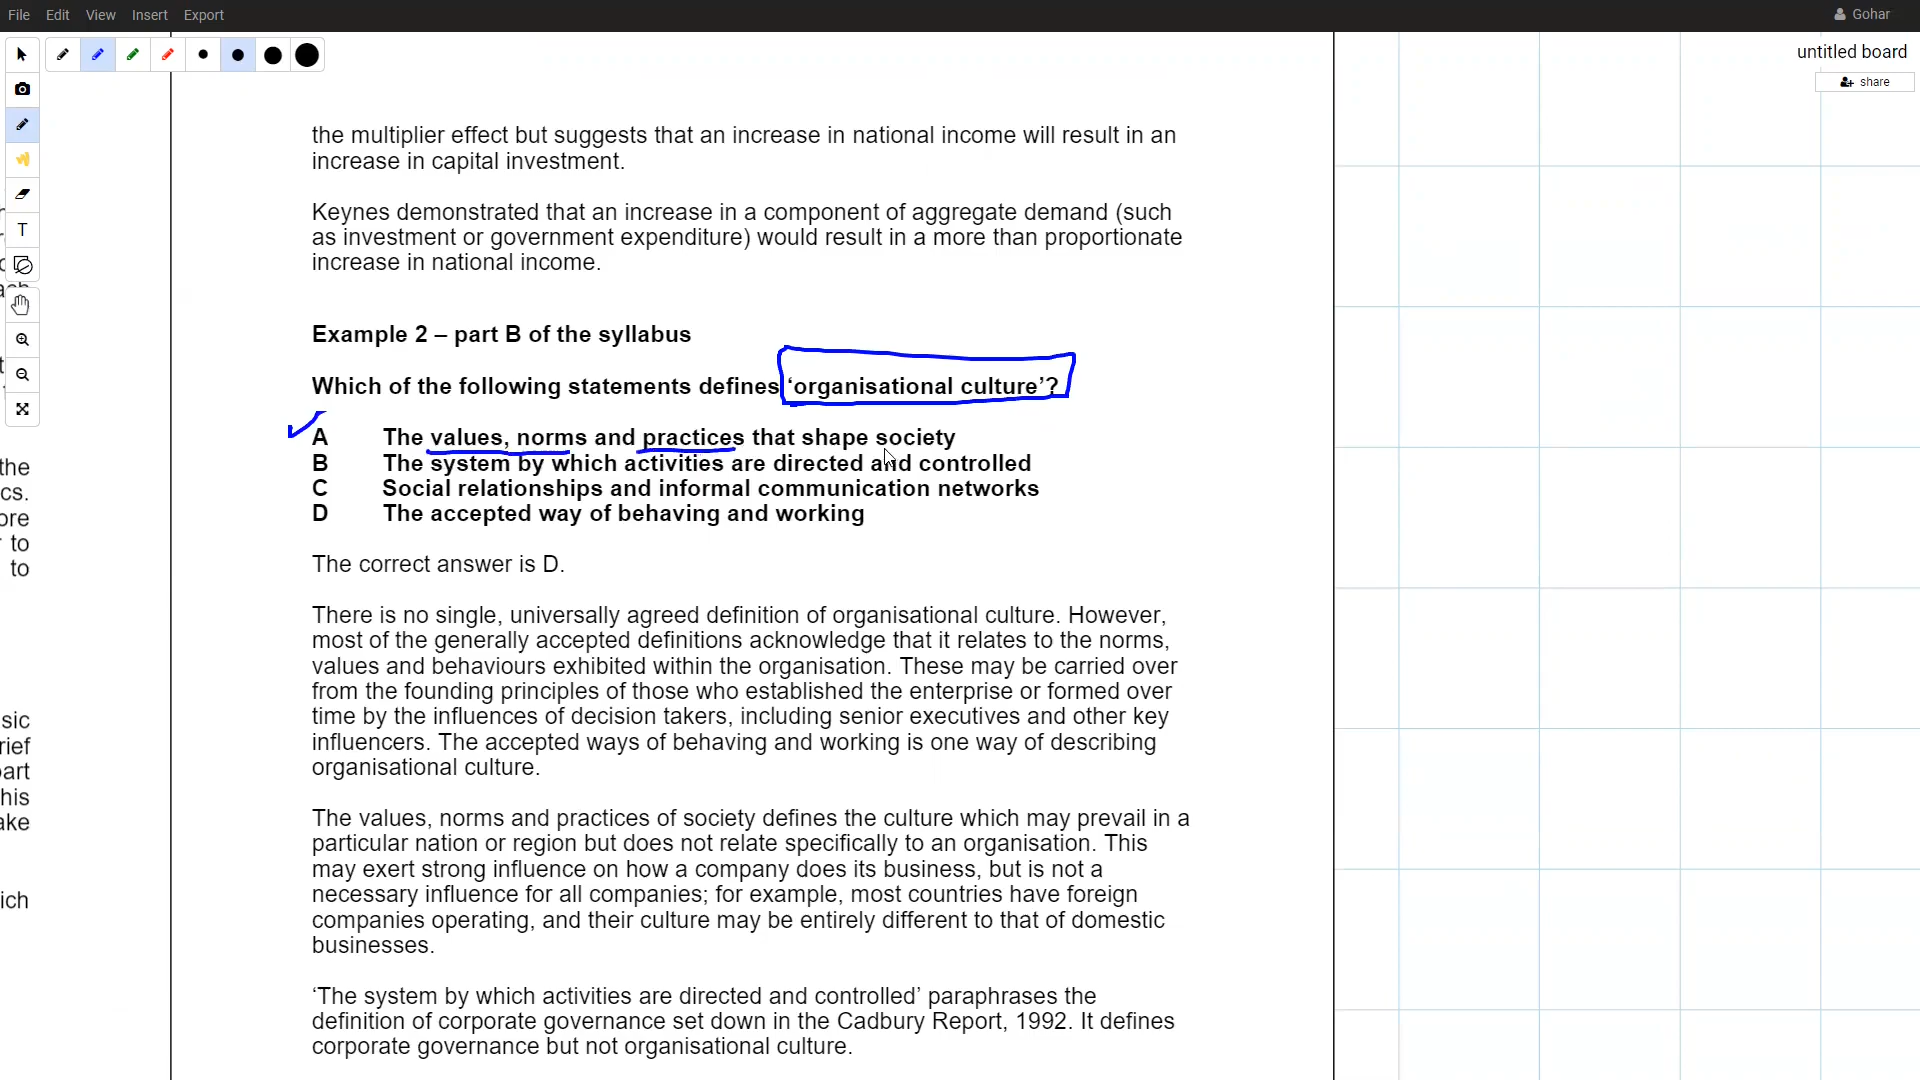 File Edit View Insert Export
Gohar
untitled board
share
T
the multiplier effect but suggests that an increase in national income will result in an
increase in capital investment.
Keynes demonstrated that an increase in a component of aggregate demand (such
as investment or government expenditure) would result in a more than proportionate
increase in national income.
Example 2 – part B of the syllabus
Which of the following statements defines ‘organisational culture’?
A The values, norms and practices that shape society
B The system by which activities are directed and controlled
C Social relationships and informal communication networks
D The accepted way of behaving and working
The correct answer is D.
There is no single, universally agreed definition of organisational culture. However,
most of the generally accepted definitions acknowledge that it relates to the norms,
values and behaviours exhibited within the organisation. These may be carried over
from the founding principles of those who established the enterprise or formed over
time by the influences of decision takers, including senior executives and other key
influencers. The accepted ways of behaving and working is one way of describing
organisational culture.
The values, norms and practices of society defines the culture which may prevail in a
particular nation or region but does not relate specifically to an organisation. This
may exert strong influence on how a company does its business, but is not a
necessary influence for all companies; for example, most countries have foreign
companies operating, and their culture may be entirely different to that of domestic
businesses.
‘The system by which activities are directed and controlled’ paraphrases the
definition of corporate governance set down in the Cadbury Report, 1992. It defines
corporate governance but not organisational culture.
the
cs.
ore
to
to
sic
rief
part
his
ake
ich